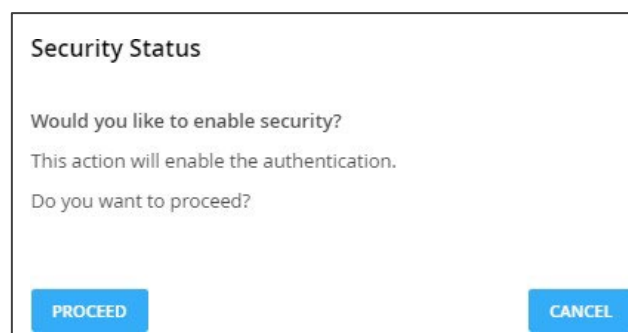 Security Status
Would you like to enable security?
This action will enable the authentication.
Do you want to proceed?
PROCEED
CANCEL